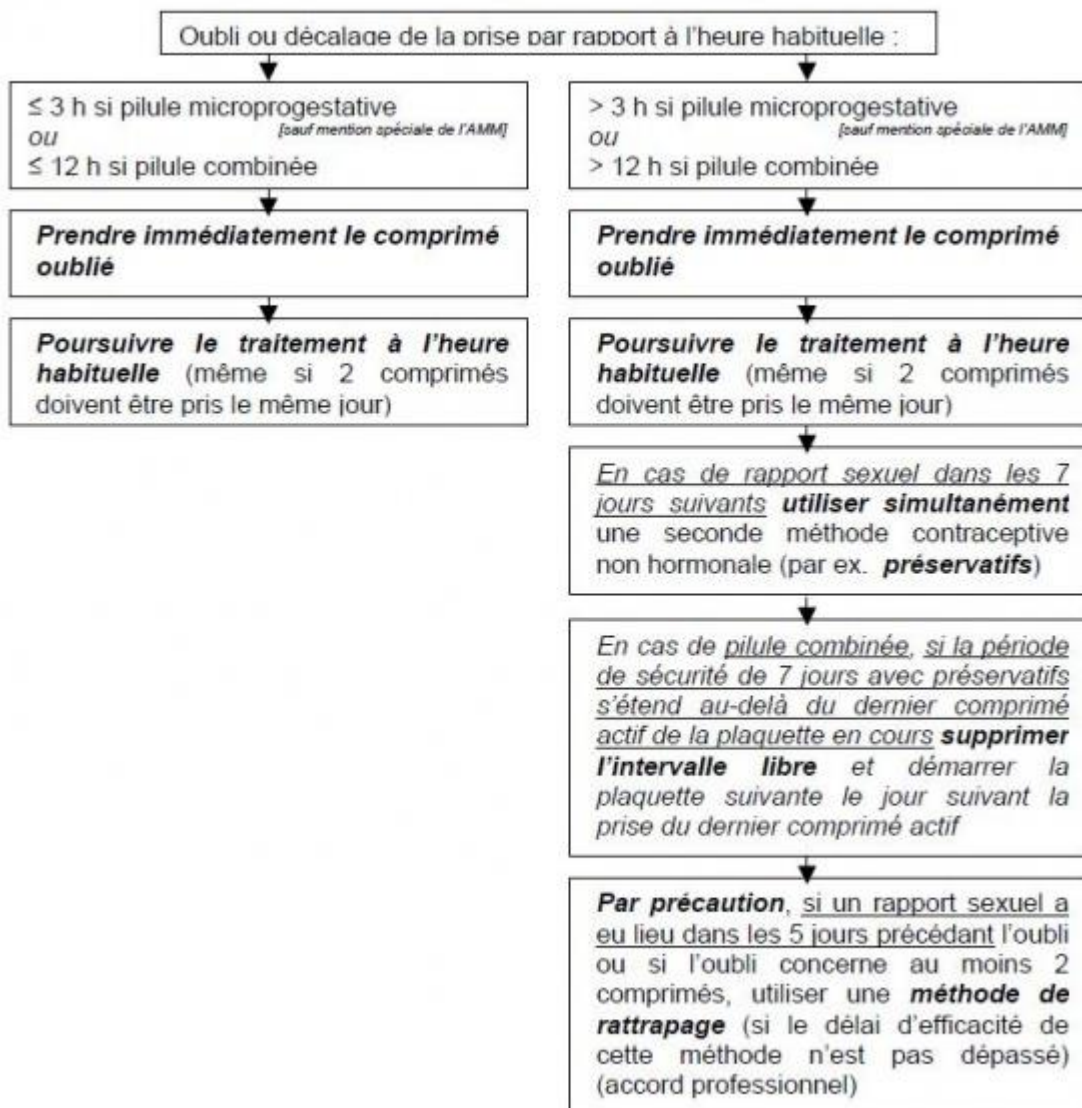 Oubli ou décalage de la prise par rapport à l'heure habituelle :
≤ 3 h si pilule microprogestative
[sauf mention spéciale de l'AMM]
ou
≤ 12 h si pilule combinée
Prendre immédiatement le comprimé
oublié
Poursuivre le traitement à l'heure
habituelle (même si 2 comprimés
doivent être pris le même jour)
> 3 h si pilule microprogestative
[sauf mention spéciale de l'AMM]
ou
> 12 h si pilule combinée
Prendre immédiatement le comprimé
oublié
Poursuivre le traitement à l'heure
habituelle (même si 2 comprimés
doivent être pris le même jour)
En cas de rapport sexuel dans les 7
jours suivants utiliser simultanément
une seconde méthode contraceptive
non hormonale (par ex. préservatifs)
En cas de pilule combinée, si la période
de sécurité de 7 jours avec préservatifs
s'étend au-delà du dernier comprimé
actif de la plaquette en cours supprimer
l'intervalle libre et démarrer la
plaquette suivante le jour suivant la
prise du dernier comprimé actif
Par précaution, si un rapport sexuel a
eu lieu dans les 5 jours précédant l'oubli
ou si l'oubli concerne au moins 2
comprimés, utiliser une méthode de
rattrapage (si le délai d'efficacité de
cette méthode n'est pas dépassé)
(accord professionnel)